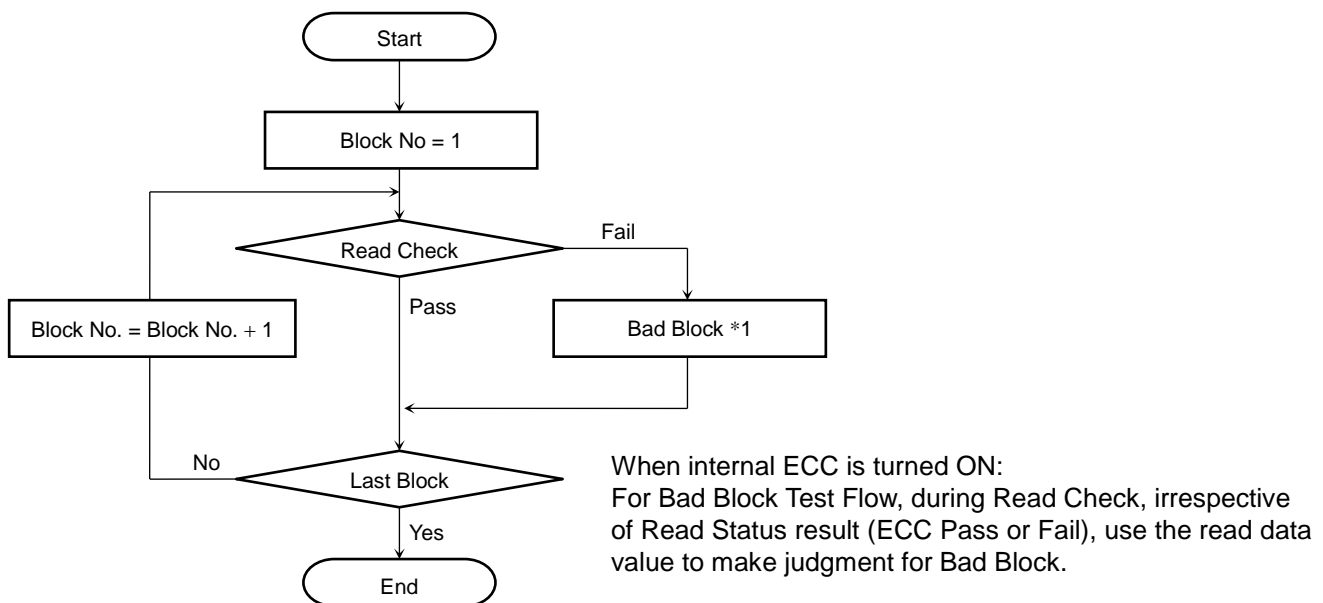 Start
Block No = 1
Read Check
Fail
Pass
Block No. = Block No. + 1
Bad Block *1
No
Last Block
Yes
End
When internal ECC is turned ON:
For Bad Block Test Flow, during Read Check, irrespective
of Read Status result (ECC Pass or Fail), use the read data
value to make judgment for Bad Block.